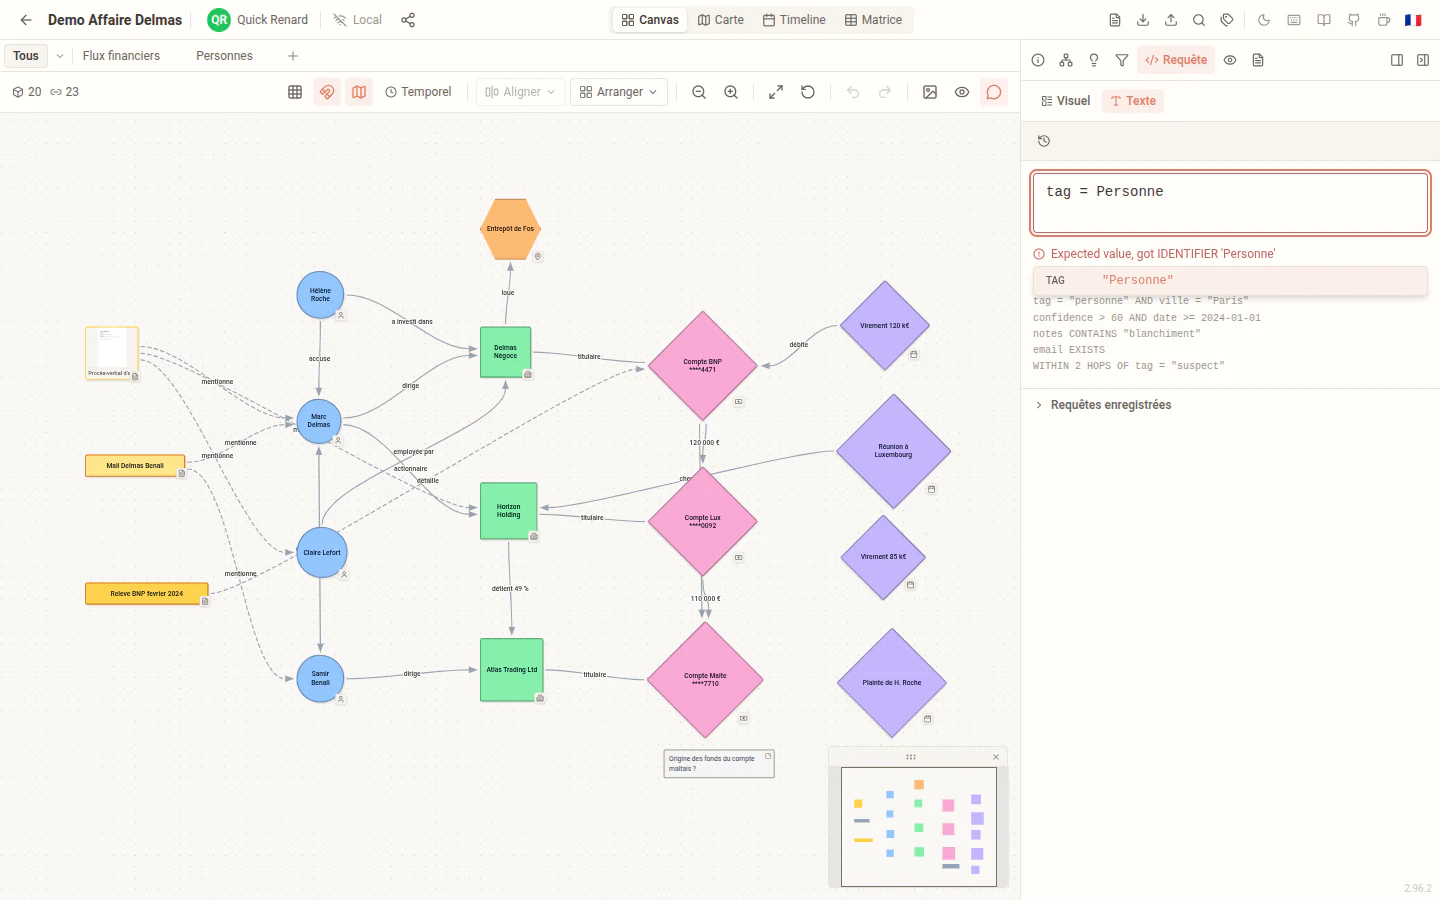 Demo Affaire Delmas
QR
Quick Renard
Local
Canvas
Carte
Timeline
Matrice
Tous
Flux financiers
Personnes
20
23
Temporel
Aligner
Arranger
Requête
Visuel
Texte
tag = Personne
Expected value, got IDENTIFIER 'Personne'
TAG "Personne"
tag = "personne" AND ville = "Paris"
confidence > 60 AND date >= 2024-01-01
notes CONTAINS "blanchiment"
email EXISTS
WITHIN 2 HOPS OF tag = "suspect"
Requêtes enregistrées
Entrepôt de Fos
loue
Hélène
Roche
a investi dans
accuse
Delmas
Négoce
titulaire
dirige
Compte BNP
****4471
débite
Virement 120 k€
Procès-verbal d'a
mentionne
Marc
Delmas
mentionne
mentionne
Mail Delmas Benali
employée par
actionnaire
détaille
120 000 €
Réunion à
Luxembourg
Horizon
Holding
titulaire
Compte Lux
****0092
Claire Lefort
mentionne
Releve BNP fevrier 2024
détient 49 %
110 000 €
Virement 85 k€
Samir
Benali
dirige
Atlas Trading Ltd
titulaire
Compte Malte
****7710
Plainte de H. Roche
Origine des fonds du compte
maltais ?
2.96.2